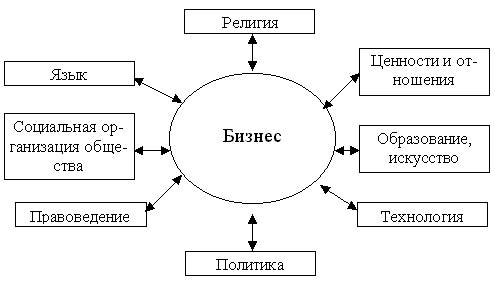 Религия
Язык
Ценности и от-
ношения
Социальная ор-
ганизация обще-
ства
Бизнес
Образование,
искусство
Правоведение
Технология
Политика